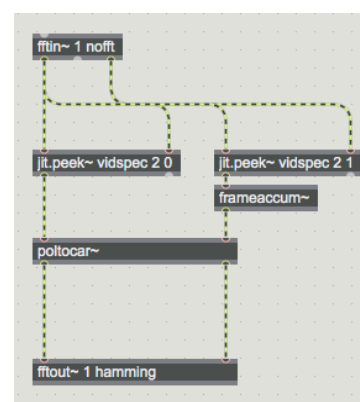 fftin~ 1 nofft
jit.peek~ vidspec 2 0
jit.peek~ vidspec 2 1
frameaccum~
poltocar~
fftout~ 1 hamming